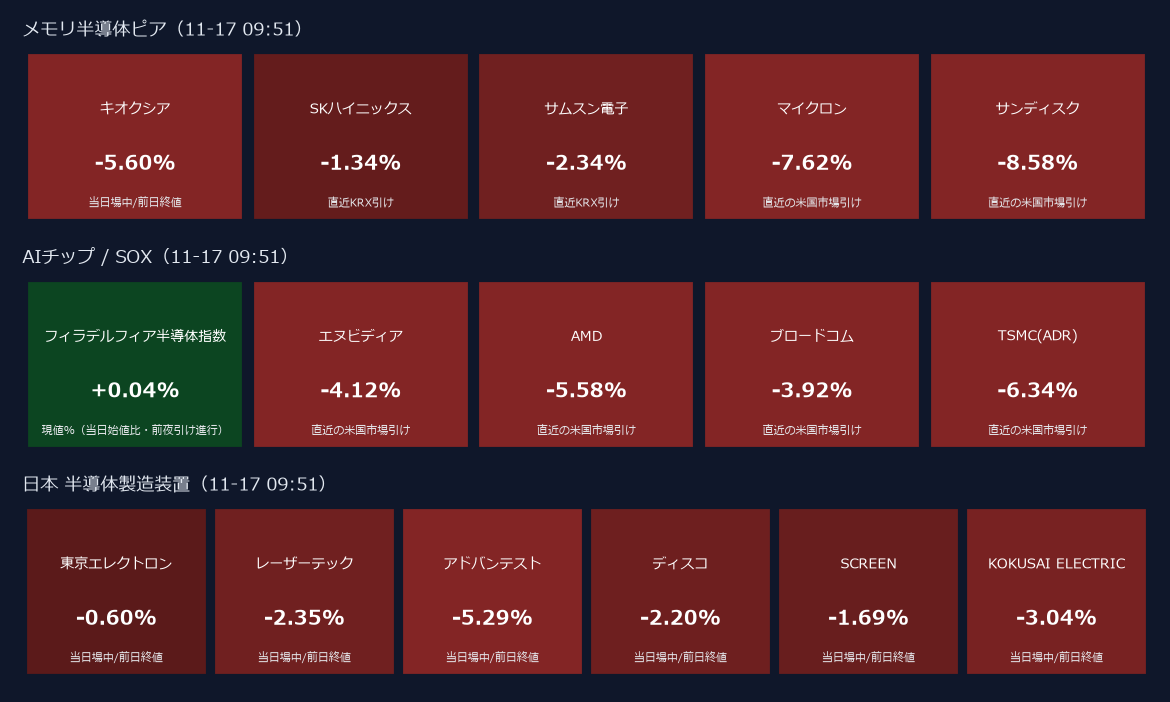 メモリ半導体ピア（11-17 09:51）
キオクシア
-5.60%
当日場中/前日終値
SKハイニックス
-1.34%
直近KRX引け
サムスン電子
-2.34%
直近KRX引け
マイクロン
-7.62%
直近の米国市場引け
サンディスク
-8.58%
直近の米国市場引け
AIチップ / SOX（11-17 09:51）
フィラデルフィア半導体指数
+0.04%
現値%（当日始値比・前夜引け進行）
エヌビディア
-4.12%
直近の米国市場引け
AMD
-5.58%
直近の米国市場引け
ブロードコム
-3.92%
直近の米国市場引け
TSMC(ADR)
-6.34%
直近の米国市場引け
日本 半導体製造装置（11-17 09:51）
東京エレクトロン
-0.60%
当日場中/前日終値
レーザーテック
-2.35%
当日場中/前日終値
アドバンテスト
-5.29%
当日場中/前日終値
ディスコ
-2.20%
当日場中/前日終値
SCREEN
-1.69%
当日場中/前日終値
KOKUSAI ELECTRIC
-3.04%
当日場中/前日終値